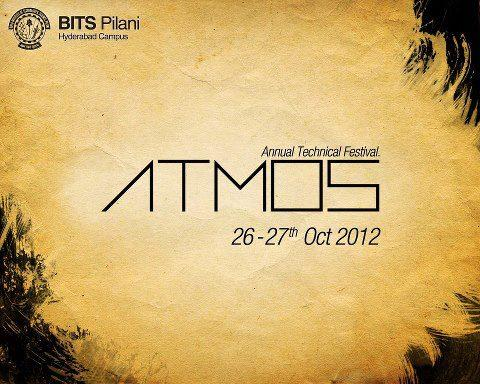 BITS Pilani
Hyderabad Campus
Annual Technical Festival.
ATMOS
26-27th Oct 2012